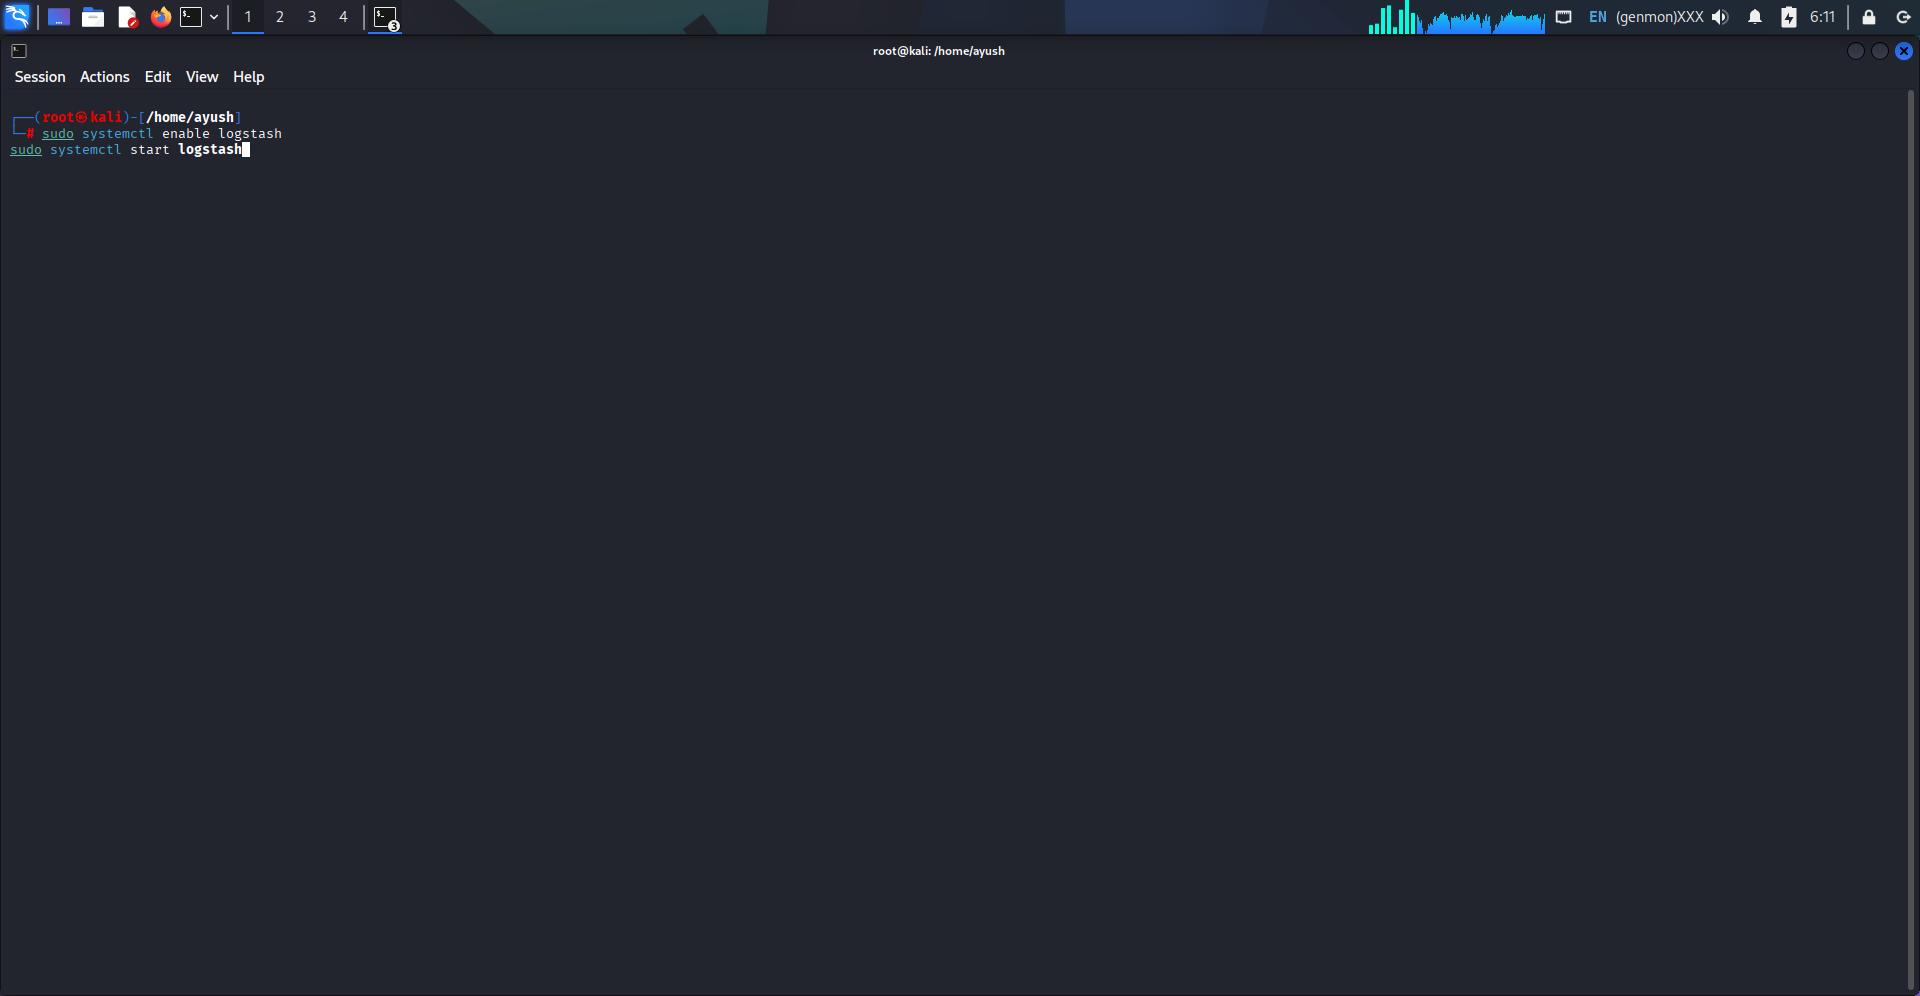 1 2 3 4 3 EN (genmon)XXX 6:11
root@kali: /home/ayush
Session Actions Edit View Help
┌──(root㉿kali)-[/home/ayush]
└─# sudo systemctl enable logstash
sudo systemctl start logstash